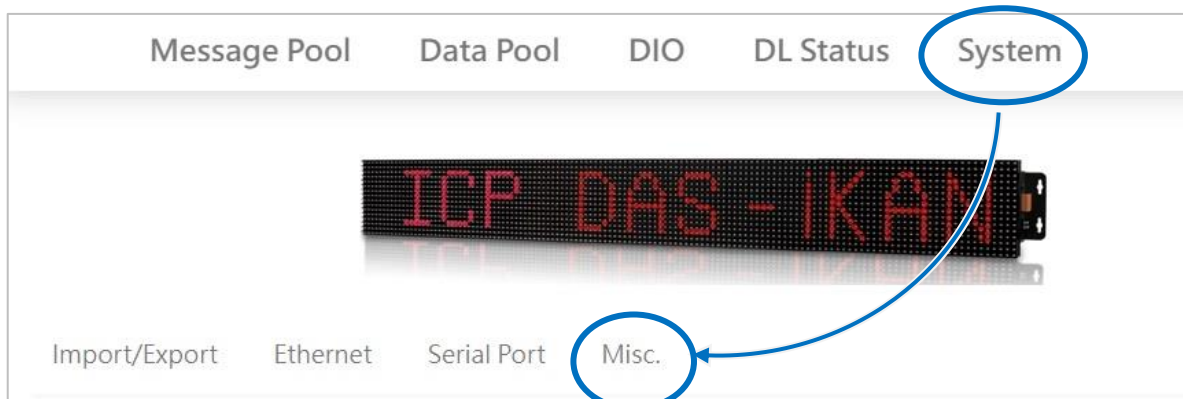 Message Pool Data Pool DIO DL Status System
ICP DAS-iKAN
Import/Export Ethernet Serial Port Misc.